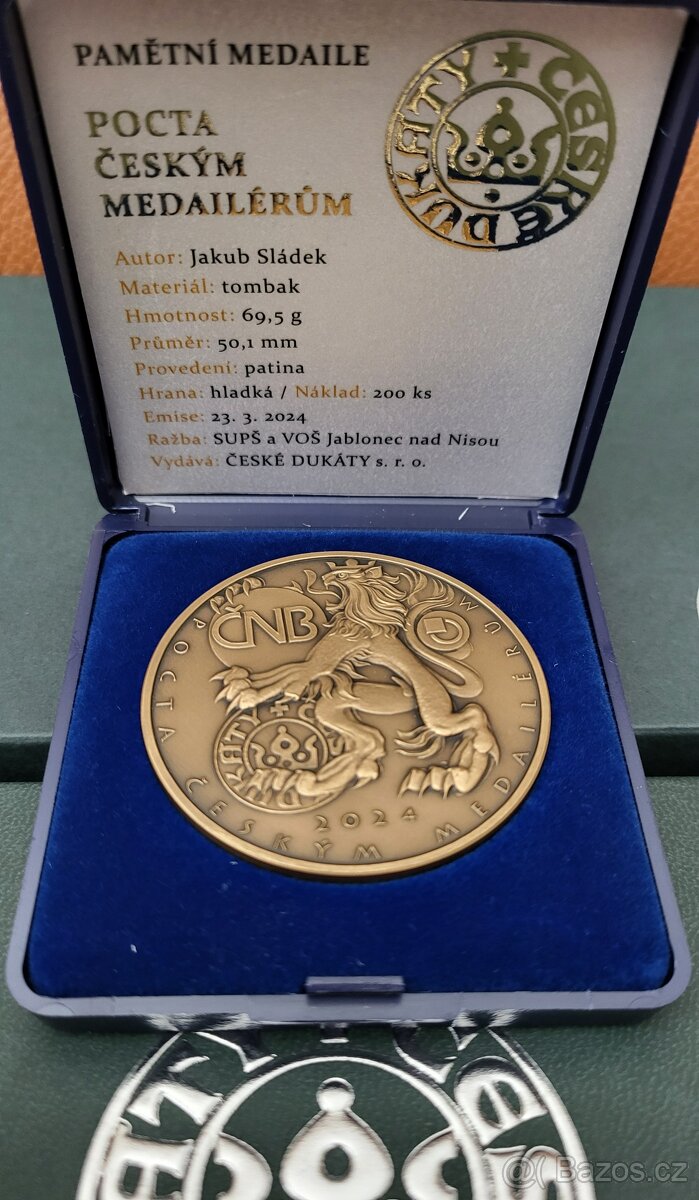 PAMĚTNÍ MEDAILE
POCTA
ČESKÝM
MEDAILÉRŮM
ČESKÉ DUKÁTY
Autor: Jakub Sládek
Materiál: tombak
Hmotnost: 69,5 g
Průměr: 50,1 mm
Provedení: patina
Hrana: hladká / Náklad: 200 ks
Emise: 23. 3. 2024
Ražba: SUPŠ a VOŠ Jablonec nad Nisou
Vydává: ČESKÉ DUKÁTY s. r. o.
ČNB
POCTA ČESKÝM MEDAILÉRŮM
2024
@( Bazos.cz